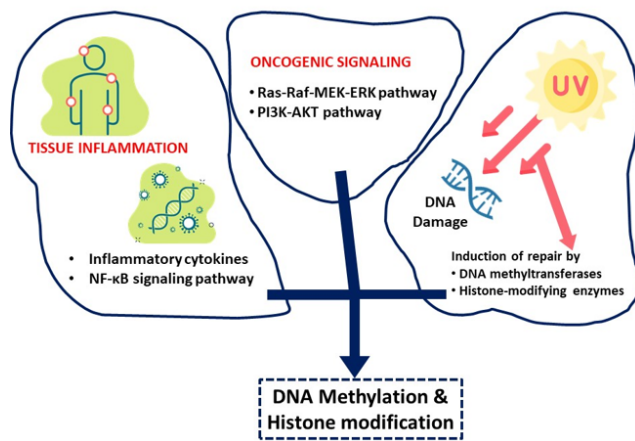 TISSUE INFLAMMATION
• Inflammatory cytokines
• NF-κB signaling pathway
ONCOGENIC SIGNALING
• Ras-Raf-MEK-ERK pathway
• PI3K-AKT pathway
UV
DNA
Damage
Induction of repair by
• DNA methyltransferases
• Histone-modifying enzymes
DNA Methylation &
Histone modification